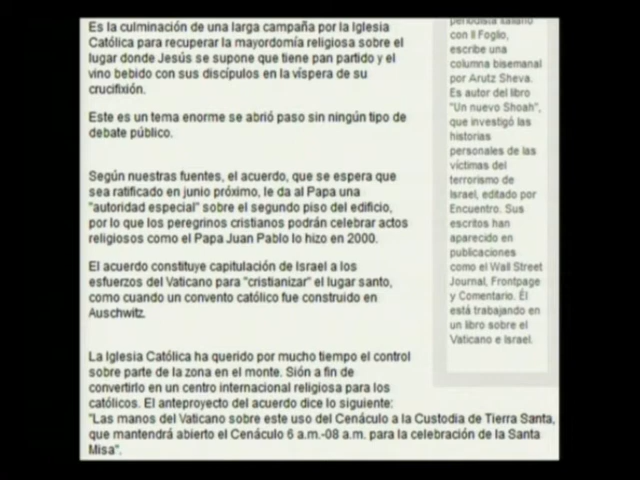 Es la culminación de una larga campaña por la Iglesia
Católica para recuperar la mayordomía religiosa sobre el
lugar donde Jesús se supone que tiene pan partido y el
vino bebido con sus discípulos en la víspera de su
crucifixión.
Este es un tema enorme se abrió paso sin ningún tipo de
debate público.
Según nuestras fuentes, el acuerdo, que se espera que
sea ratificado en junio próximo, le da al Papa una
"autoridad especial" sobre el segundo piso del edificio,
por lo que los peregrinos cristianos podrán celebrar actos
religiosos como el Papa Juan Pablo lo hizo en 2000.
El acuerdo constituye capitulación de Israel a los
esfuerzos del Vaticano para "cristianizar" el lugar santo,
como cuando un convento católico fue construido en
Auschwitz.
La Iglesia Católica ha querido por mucho tiempo el control
sobre parte de la zona en el monte. Sión a fin de
convertirlo en un centro internacional religiosa para los
católicos. El anteproyecto del acuerdo dice lo siguiente:
"Las manos del Vaticano sobre este uso del Cenáculo a la Custodia de Tierra Santa,
que mantendrá abierto el Cenáculo 6 a.m.-08 a.m. para la celebración de la Santa
Misa".
periodista italiano
con Il Foglio,
escribe una
columna bisemanal
por Arutz Sheva.
Es autor del libro
"Un nuevo Shoah",
que investigó las
historias
personales de las
víctimas del
terrorismo de
Israel, editado por
Encuentro. Sus
escritos han
aparecido en
publicaciones
como el Wall Street
Journal, Frontpage
y Comentario. Él
está trabajando en
un libro sobre el
Vaticano e Israel.